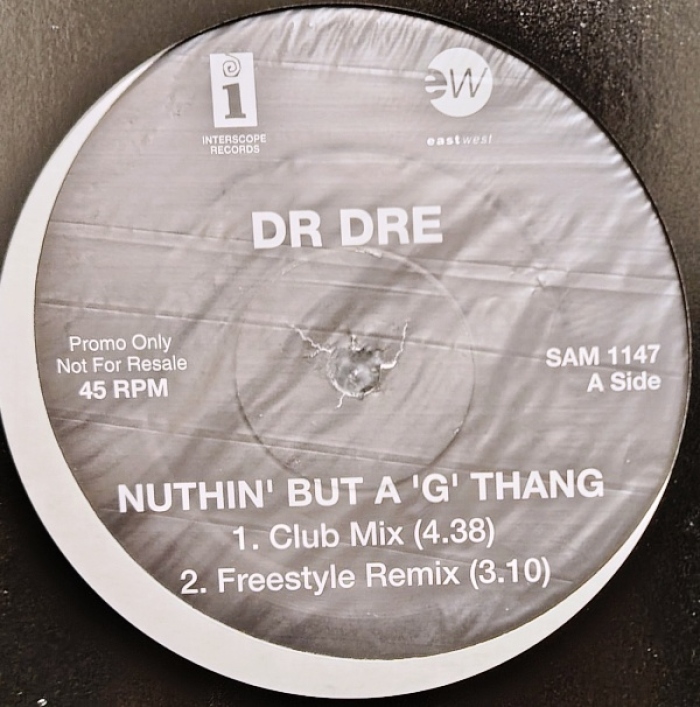 i
INTERSCOPE
RECORDS
ew
eastwest
DR DRE
Promo Only
Not For Resale
45 RPM
SAM 1147
A Side
NUTHIN' BUT A 'G' THANG
1. Club Mix (4.38)
2. Freestyle Remix (3.10)